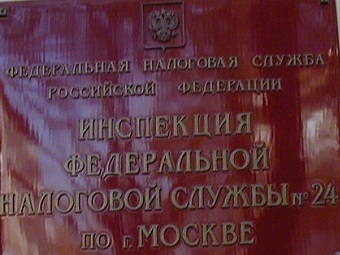 ФЕДЕРАЛЬНАЯ НАЛОГОВАЯ СЛУЖБА
РОССИЙСКОЙ ФЕДЕРАЦИИ
ИНСПЕКЦИЯ
ФЕДЕРАЛЬНОЙ
НАЛОГОВОЙ СЛУЖБЫ № 24
ПО г. МОСКВЕ